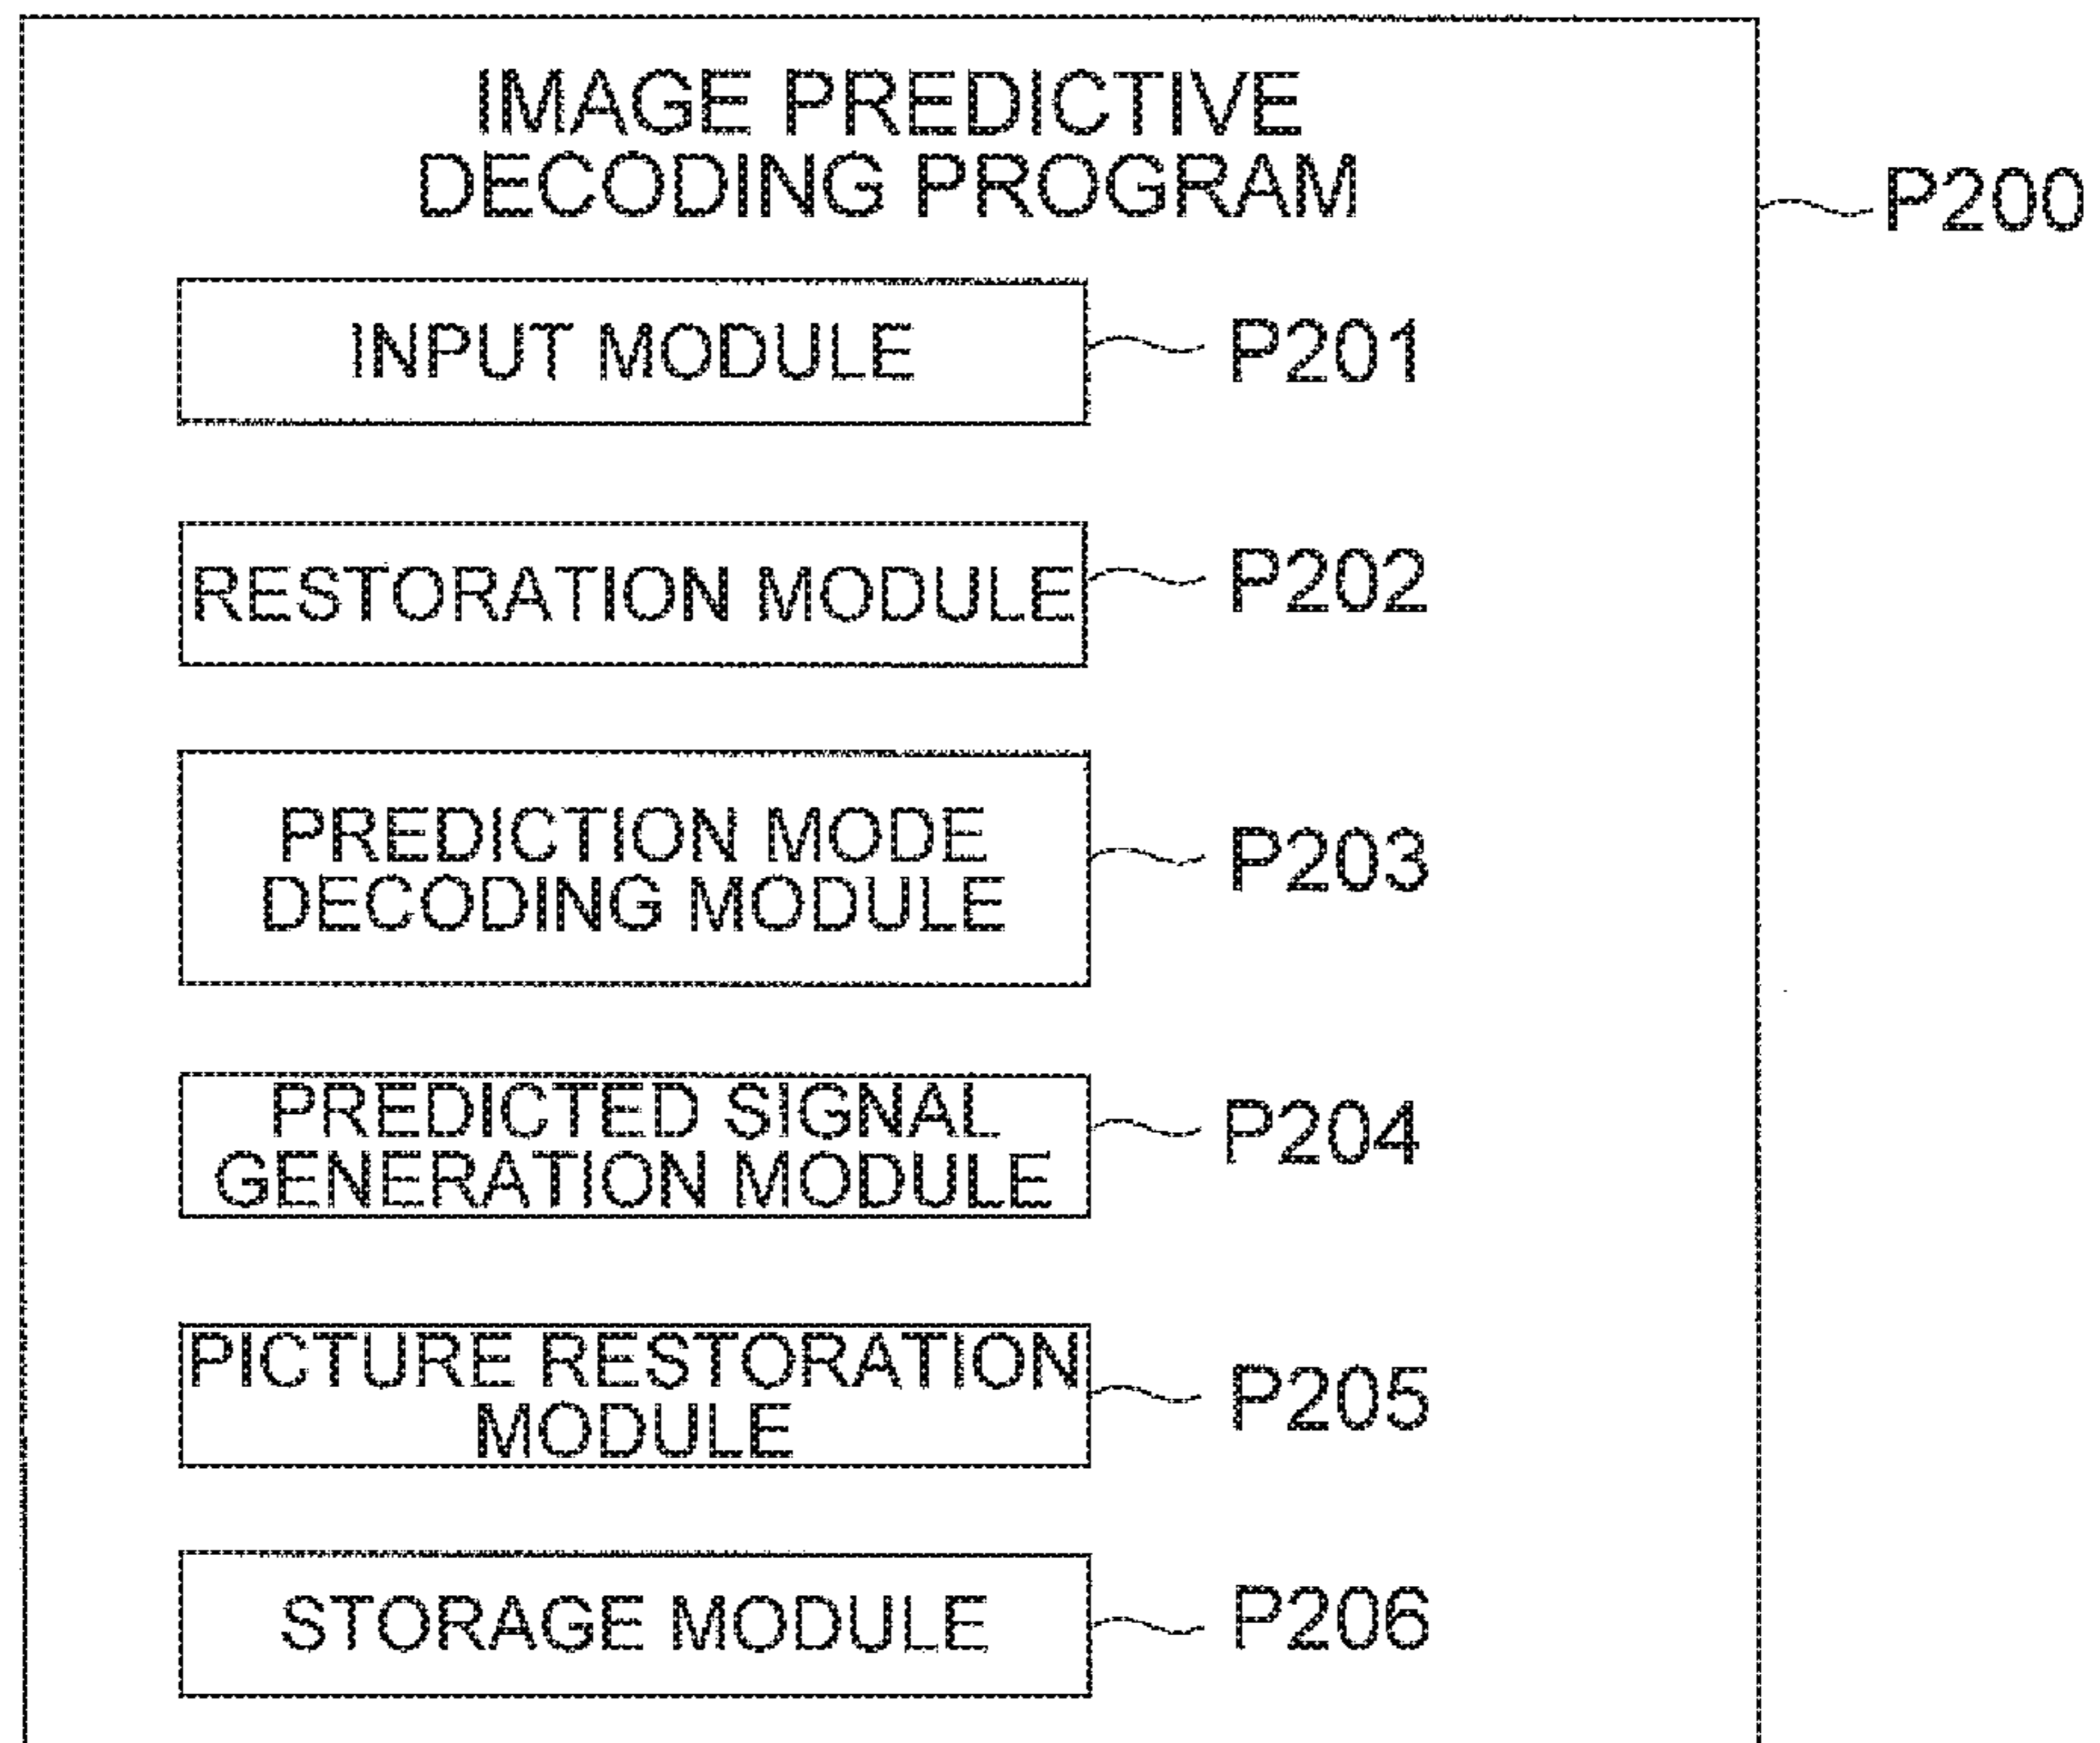 IMAGE PREDICTIVE
DECODING PROGRAM
P200
INPUT MODULE
P201
RESTORATION MODULE
P202
PREDICTION MODE
DECODING MODULE
P203
PREDICTED SIGNAL
GENERATION MODULE
P204
PICTURE RESTORATION
MODULE
P205
STORAGE MODULE
P206